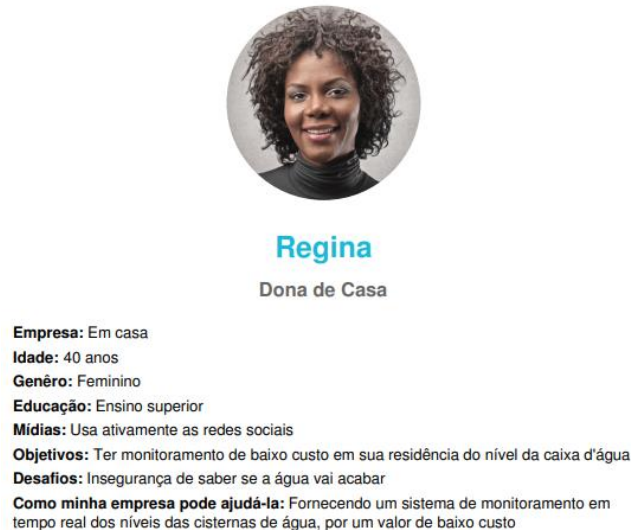 Regina
Dona de Casa
Empresa: Em casa
Idade: 40 anos
Genêro: Feminino
Educação: Ensino superior
Mídias: Usa ativamente as redes sociais
Objetivos: Ter monitoramento de baixo custo em sua residência do nível da caixa d'água
Desafios: Insegurança de saber se a água vai acabar
Como minha empresa pode ajudá-la: Fornecendo um sistema de monitoramento em
tempo real dos níveis das cisternas de água, por um valor de baixo custo